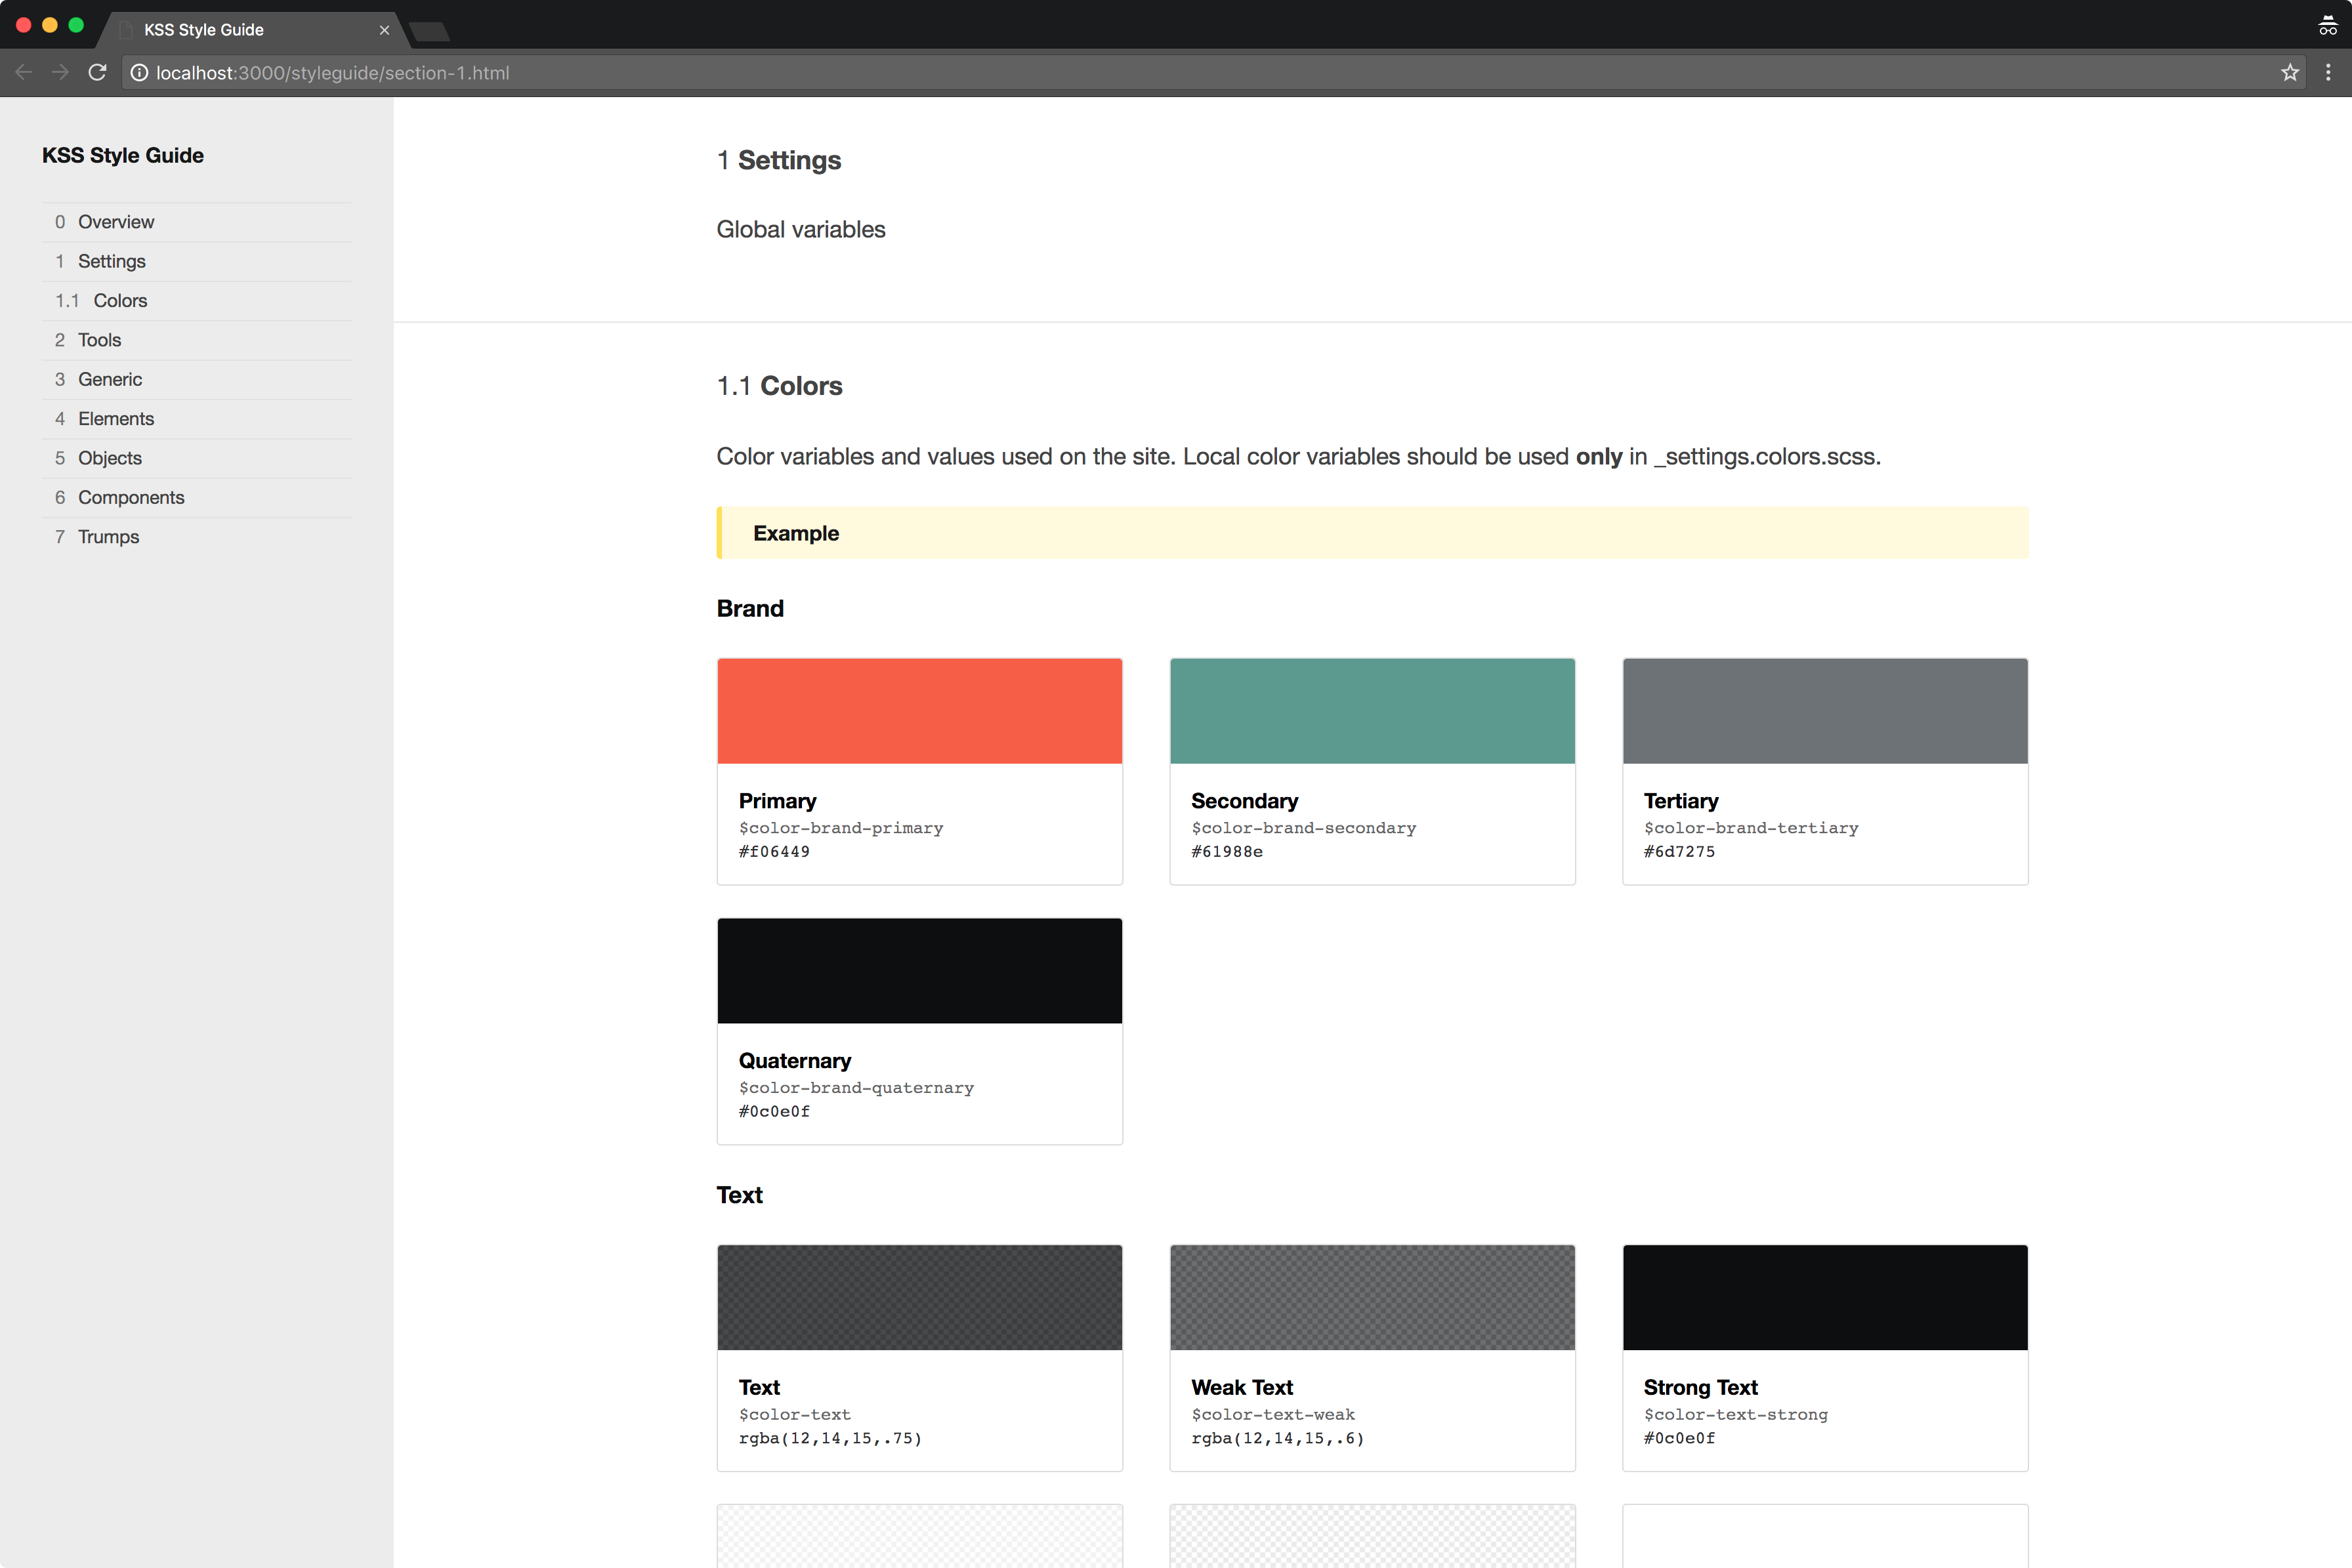 KSS Style Guide
localhost:3000/styleguide/section-1.html
KSS Style Guide
0 Overview
1 Settings
1.1 Colors
2 Tools
3 Generic
4 Elements
5 Objects
6 Components
7 Trumps
1 Settings
Global variables
1.1 Colors
Color variables and values used on the site. Local color variables should be used only in _settings.colors.scss.
Example
Brand
Primary
$color-brand-primary
#f06449
Secondary
$color-brand-secondary
#61988e
Tertiary
$color-brand-tertiary
#6d7275
Quaternary
$color-brand-quaternary
#0c0e0f
Text
Text
$color-text
rgba(12,14,15,.75)
Weak Text
$color-text-weak
rgba(12,14,15,.6)
Strong Text
$color-text-strong
#0c0e0f